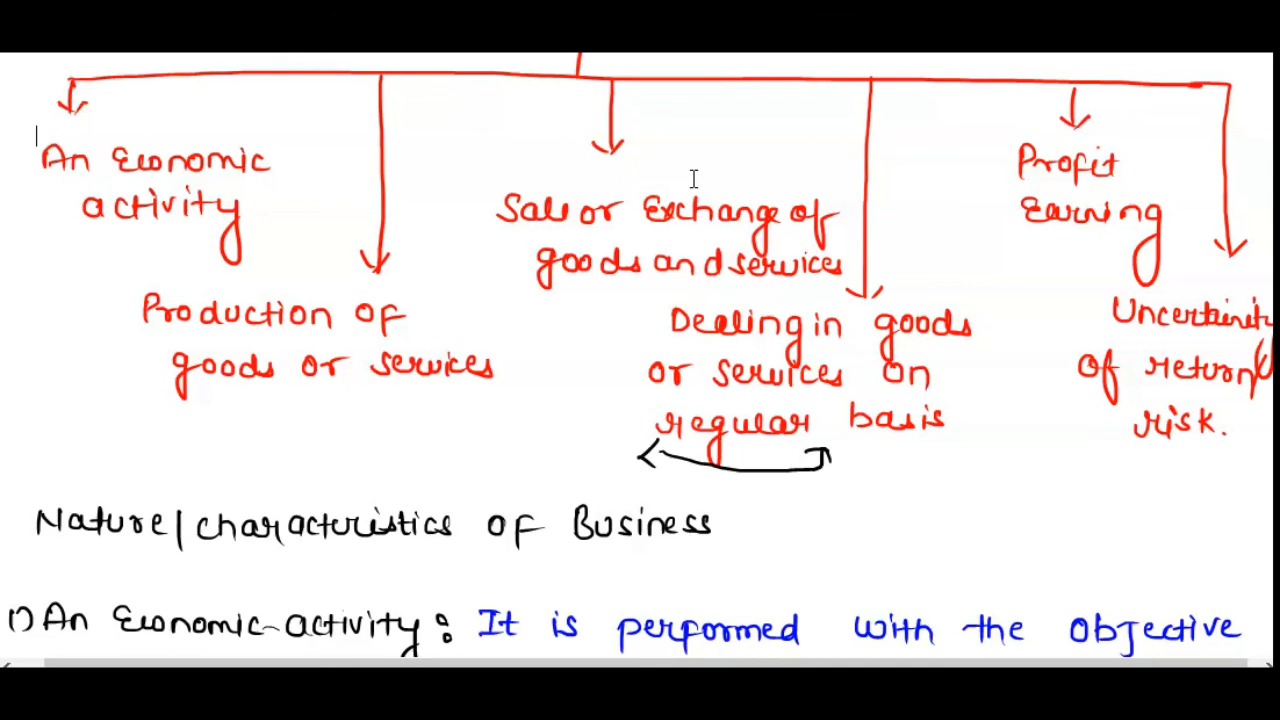 An Economic
activity
Production of
goods or services
Sale or Exchange of
goods and services
Dealing in goods
or services on
regular basis
Profit
Earning
Uncertainity
of return
risk.
Nature/characteristics of Business
1) An Economic activity: It is performed with the objective